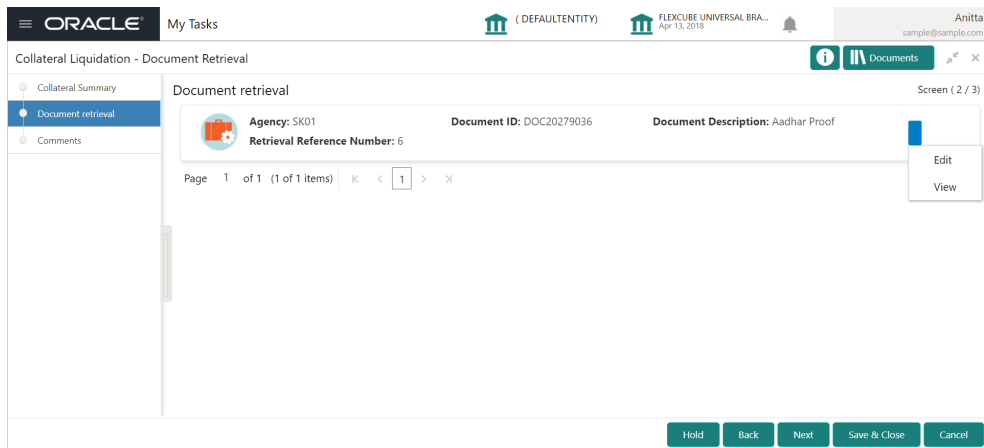 ORACLE®
My Tasks
( DEFAULTENTITY)
FLEXCUBE UNIVERSAL BRA...
Apr 13, 2018
Anitta
sample@sample.com
Collateral Liquidation - Document Retrieval
Documents
Collateral Summary
Document retrieval
Comments
Document retrieval
Screen ( 2 / 3)
Agency: SK01 Document ID: DOC20279036 Document Description: Aadhar Proof
Retrieval Reference Number: 6
Edit
View
Page 1 of 1 (1 of 1 items) 1
Hold Back Next Save & Close Cancel